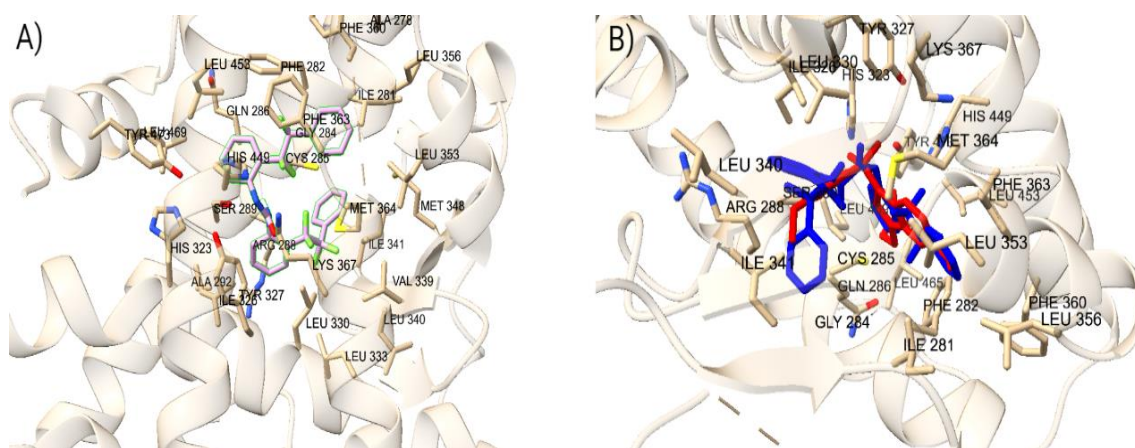 A)
ALA 278
PHE 360
LEU 356
LEU 453
PHE 282
ILE 281
GLN 286
PHE 363
GLY 284
LEU 469
LEU 353
HIS 449
CYS 285
MET 364
MET 348
SER 289
ARG 288
ILE 341
HIS 323
LYS 367
VAL 339
ALA 292
TYR 327
LEU 330
LEU 340
LEU 333
B)
TYR 327
LYS 367
LEU 330
HIS 323
HIS 449
MET 364
LEU 340
PHE 363
LEU 453
ARG 288
LEU 353
CYS 285
ILE 341
GLN 286
LEU 465
PHE 282
PHE 360
GLY 284
LEU 356
ILE 281